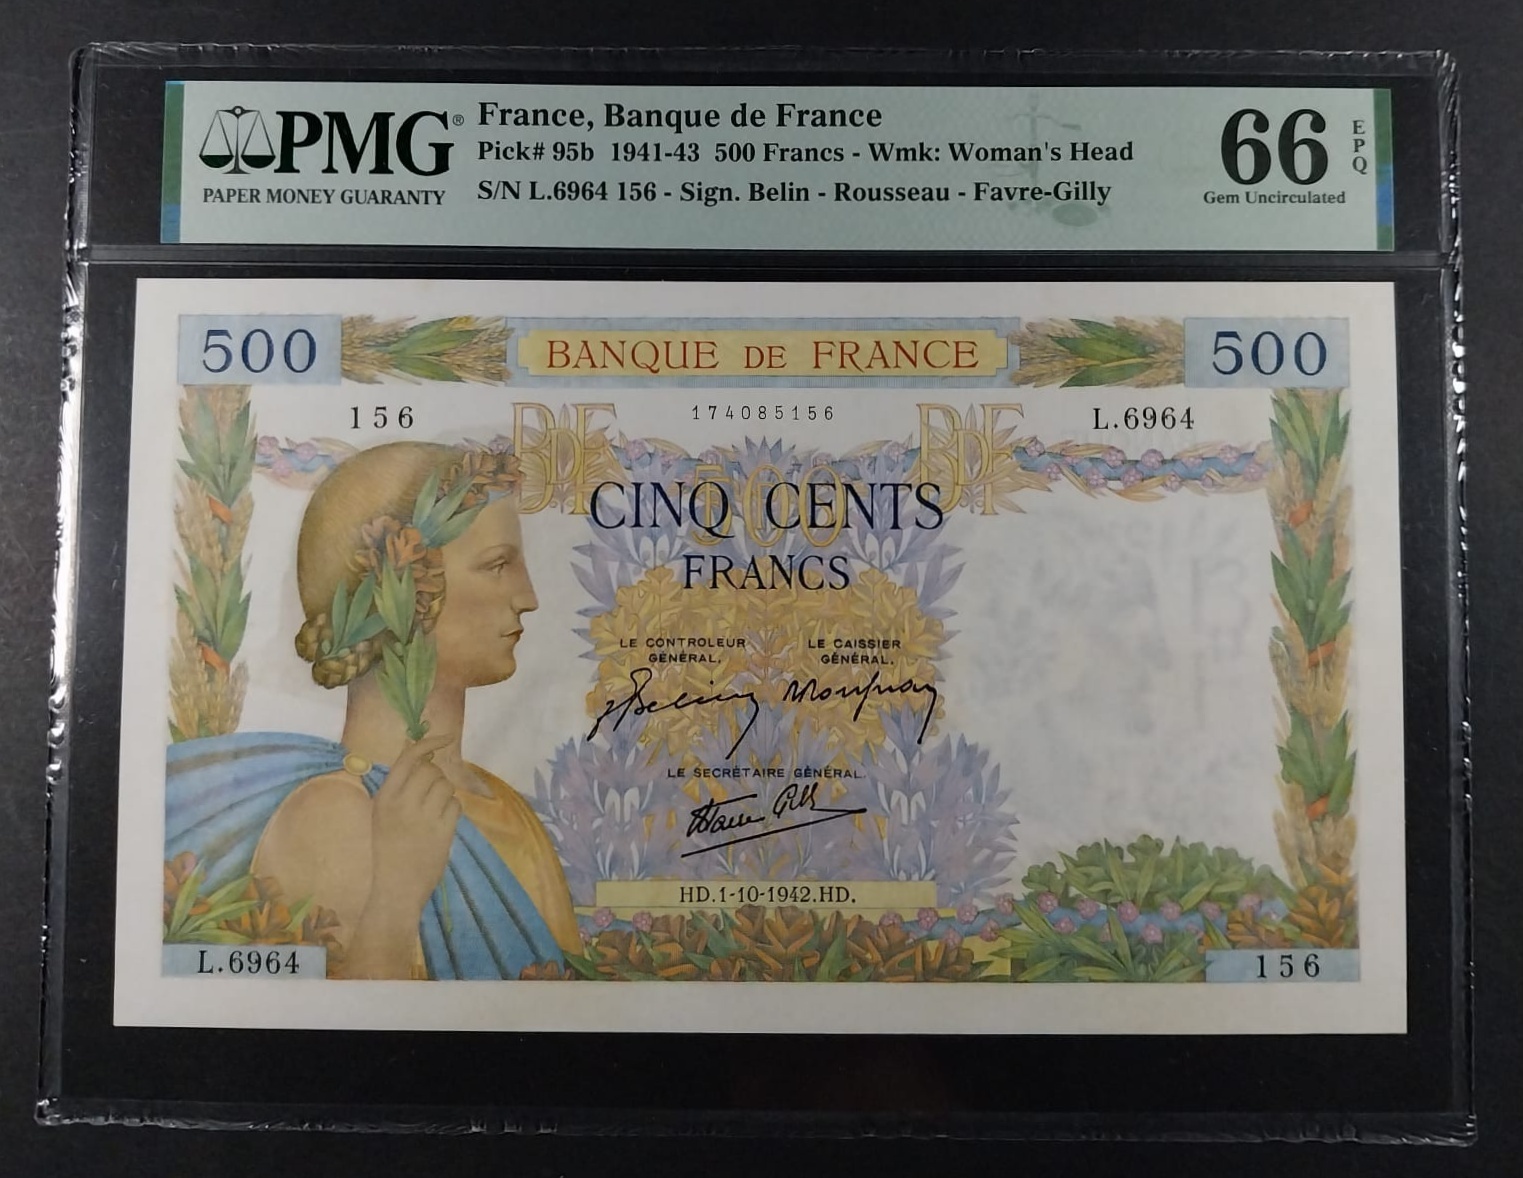 PMG®
PAPER MONEY GUARANTY
France, Banque de France
Pick# 95b 1941-43 500 Francs - Wmk: Woman's Head
S/N L.6964 156 - Sign. Belin - Rousseau - Favre-Gilly
66 EPQ
Gem Uncirculated
500 BANQUE DE FRANCE 500
156 174085156 L.6964
BDF BDF
500
CINQ CENTS
FRANCS
LE CONTROLEUR GÉNÉRAL.
LE CAISSIER GÉNÉRAL.
LE SECRÉTAIRE GÉNÉRAL.
HD.1-10-1942.HD.
L.6964 156